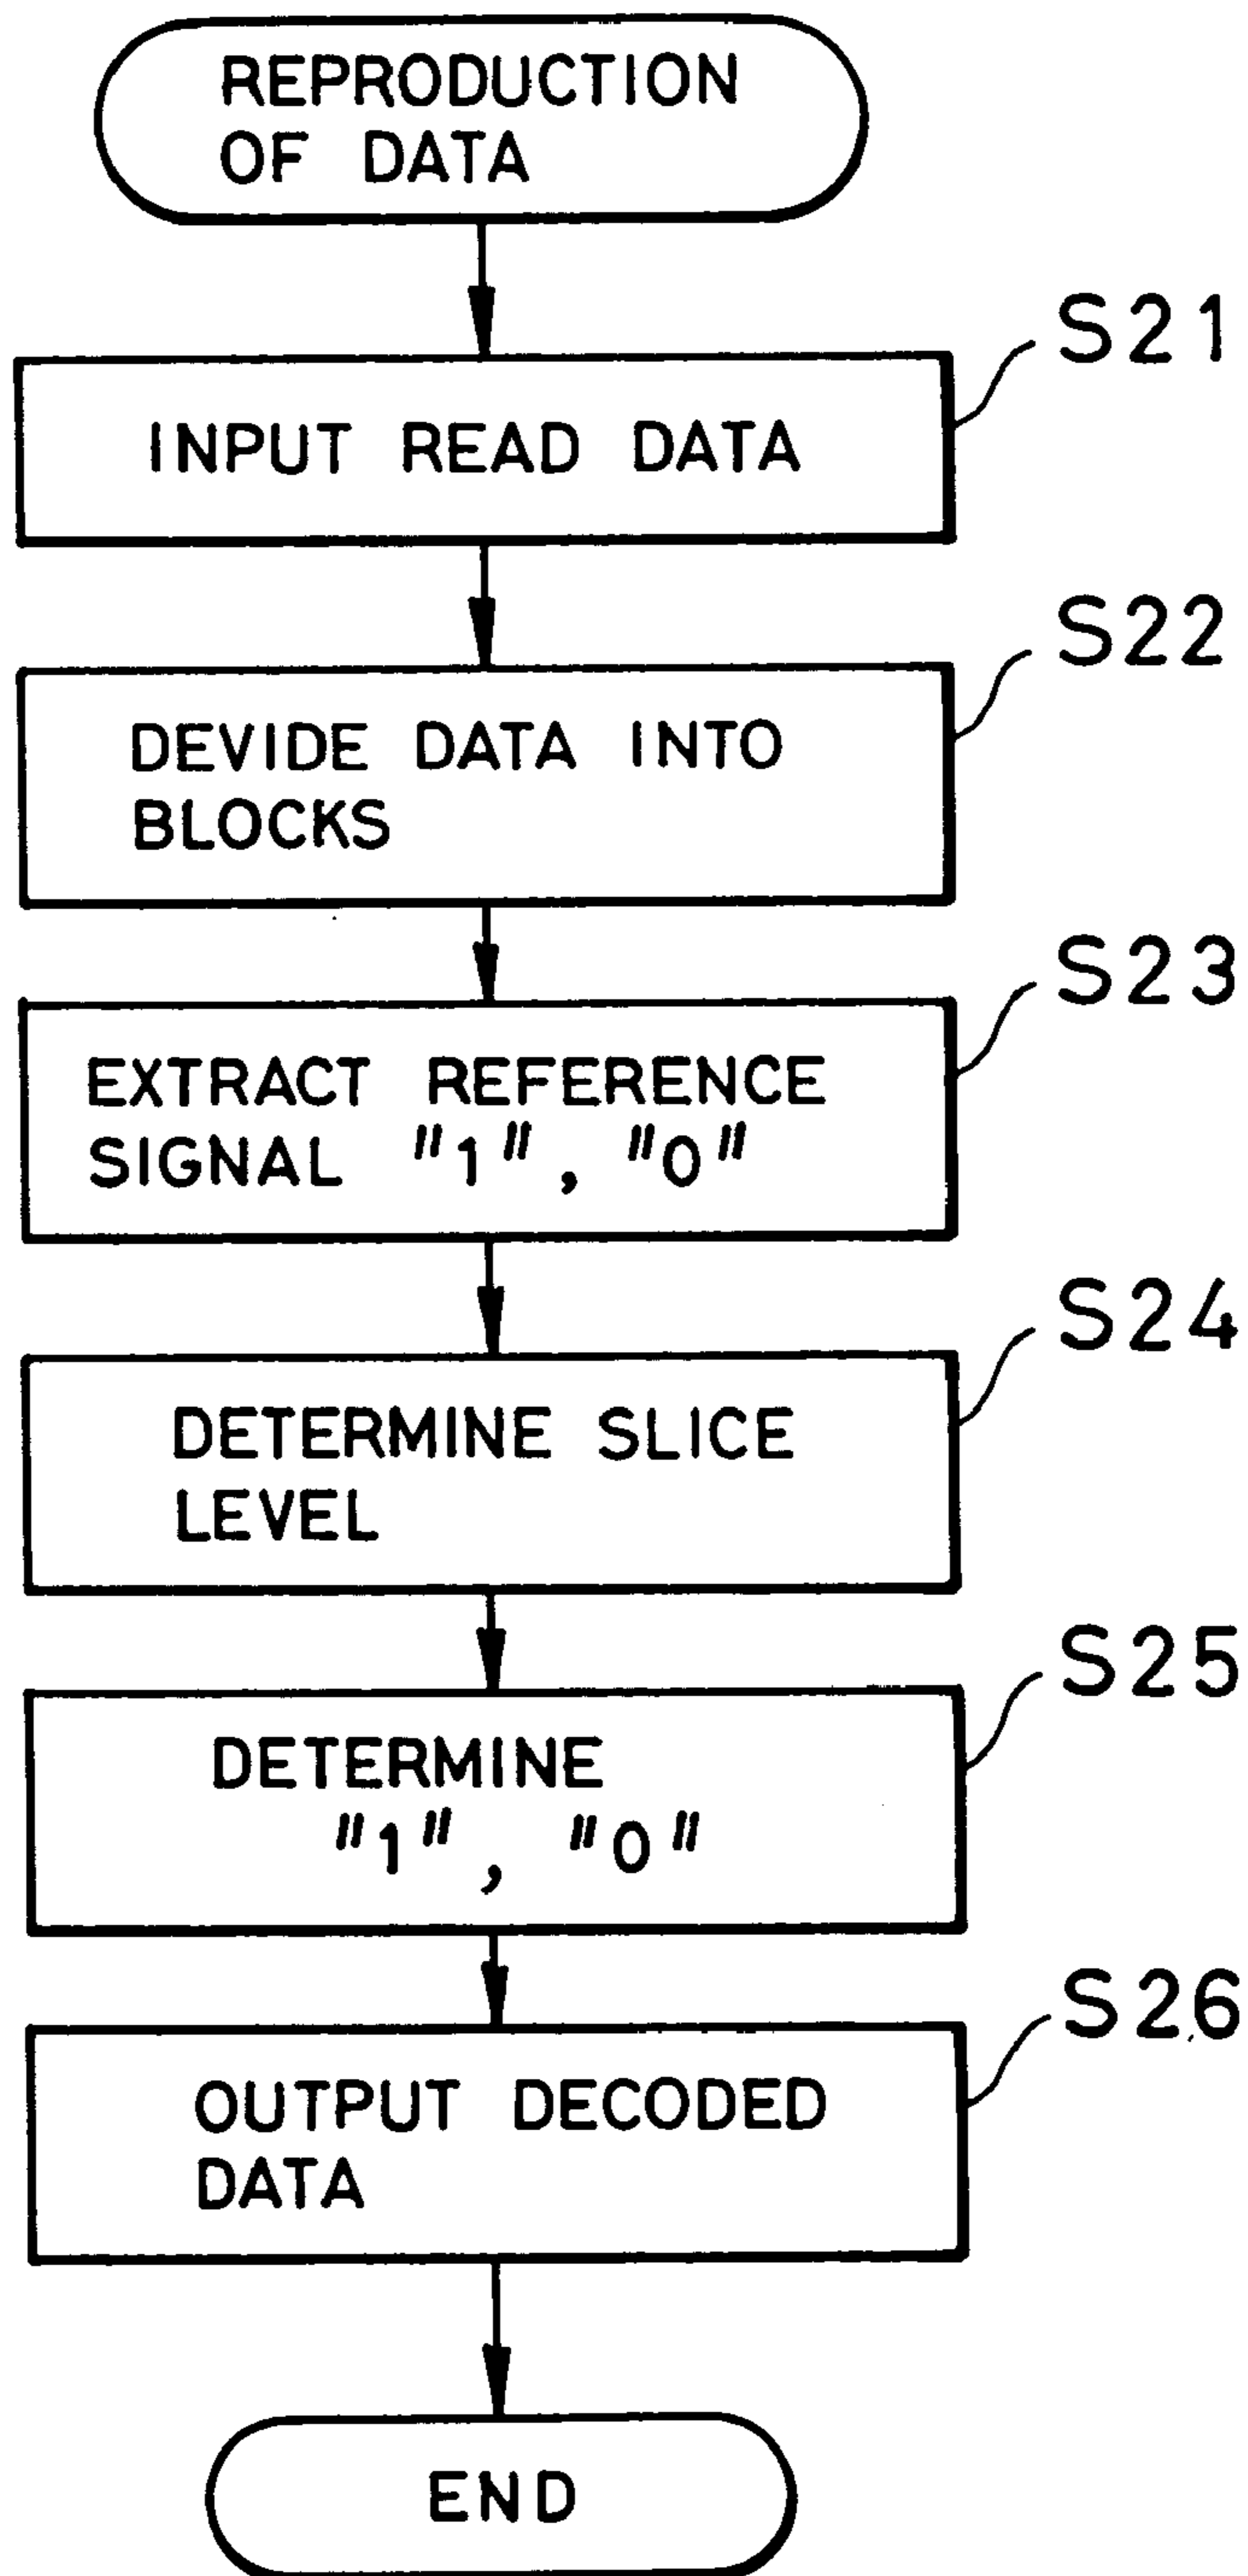 REPRODUCTION
OF DATA
S21
INPUT READ DATA
S22
DEVIDE DATA INTO
BLOCKS
S23
EXTRACT REFERENCE
SIGNAL "1", "0"
S24
DETERMINE SLICE
LEVEL
S25
DETERMINE
"1", "0"
S26
OUTPUT DECODED
DATA
END